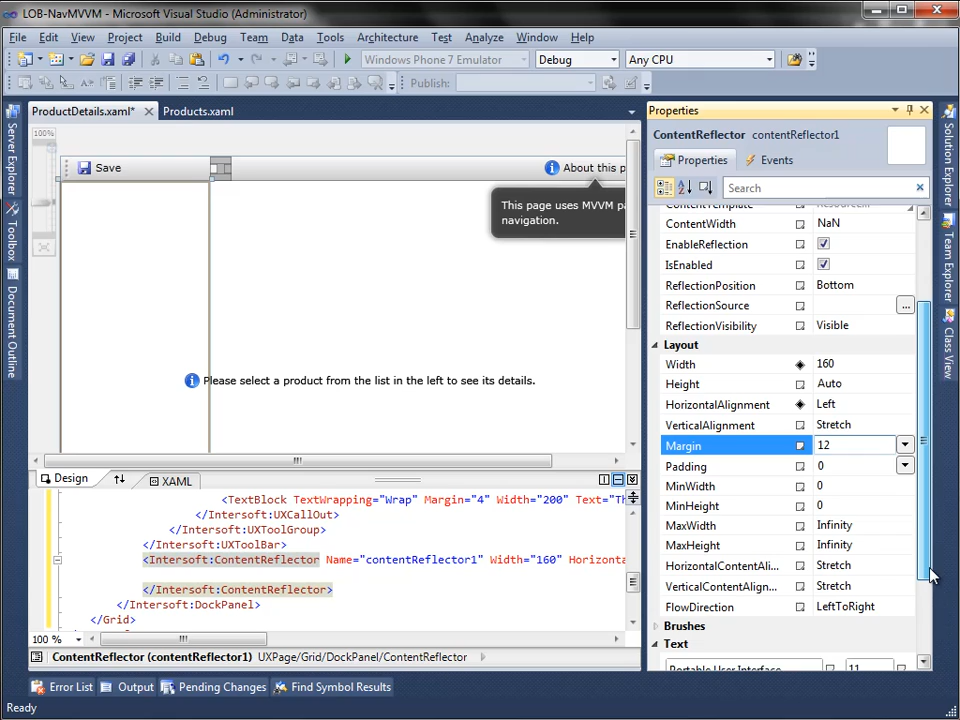 LOB-NavMVVM - Microsoft Visual Studio (Administrator)
File Edit View Project Build Debug Team Data Tools Architecture Test Analyze Window Help
Windows Phone 7 Emulator Debug Any CPU
Publish:
Server Explorer
Toolbox
Document Outline
ProductDetails.xaml* Products.xaml
100%
Save About this p
This page uses MVVM pa
navigation.
Please select a product from the list in the left to see its details.
Design XAML
<TextBlock TextWrapping="Wrap" Margin="4" Width="200" Text="Th
</Intersoft:UXCallOut>
</Intersoft:UXToolGroup>
</Intersoft:UXToolBar>
<Intersoft:ContentReflector Name="contentReflector1" Width="160" Horizonta
</Intersoft:ContentReflector>
</Intersoft:DockPanel>
</Grid>
100 %
ContentReflector (contentReflector1) UXPage/Grid/DockPanel/ContentReflector
Error List Output Pending Changes Find Symbol Results
Ready
Properties
ContentReflector contentReflector1
Properties Events
Search
ContentTemplate Resource...
ContentWidth NaN
EnableReflection
IsEnabled
ReflectionPosition Bottom
ReflectionSource ...
ReflectionVisibility Visible
Layout
Width 160
Height Auto
HorizontalAlignment Left
VerticalAlignment Stretch
Margin 12
Padding 0
MinWidth 0
MinHeight 0
MaxWidth Infinity
MaxHeight Infinity
HorizontalContentAli... Stretch
VerticalContentAlign... Stretch
FlowDirection LeftToRight
Brushes
Text
Portable User Interface 11
Solution Explorer
Team Explorer
Class View